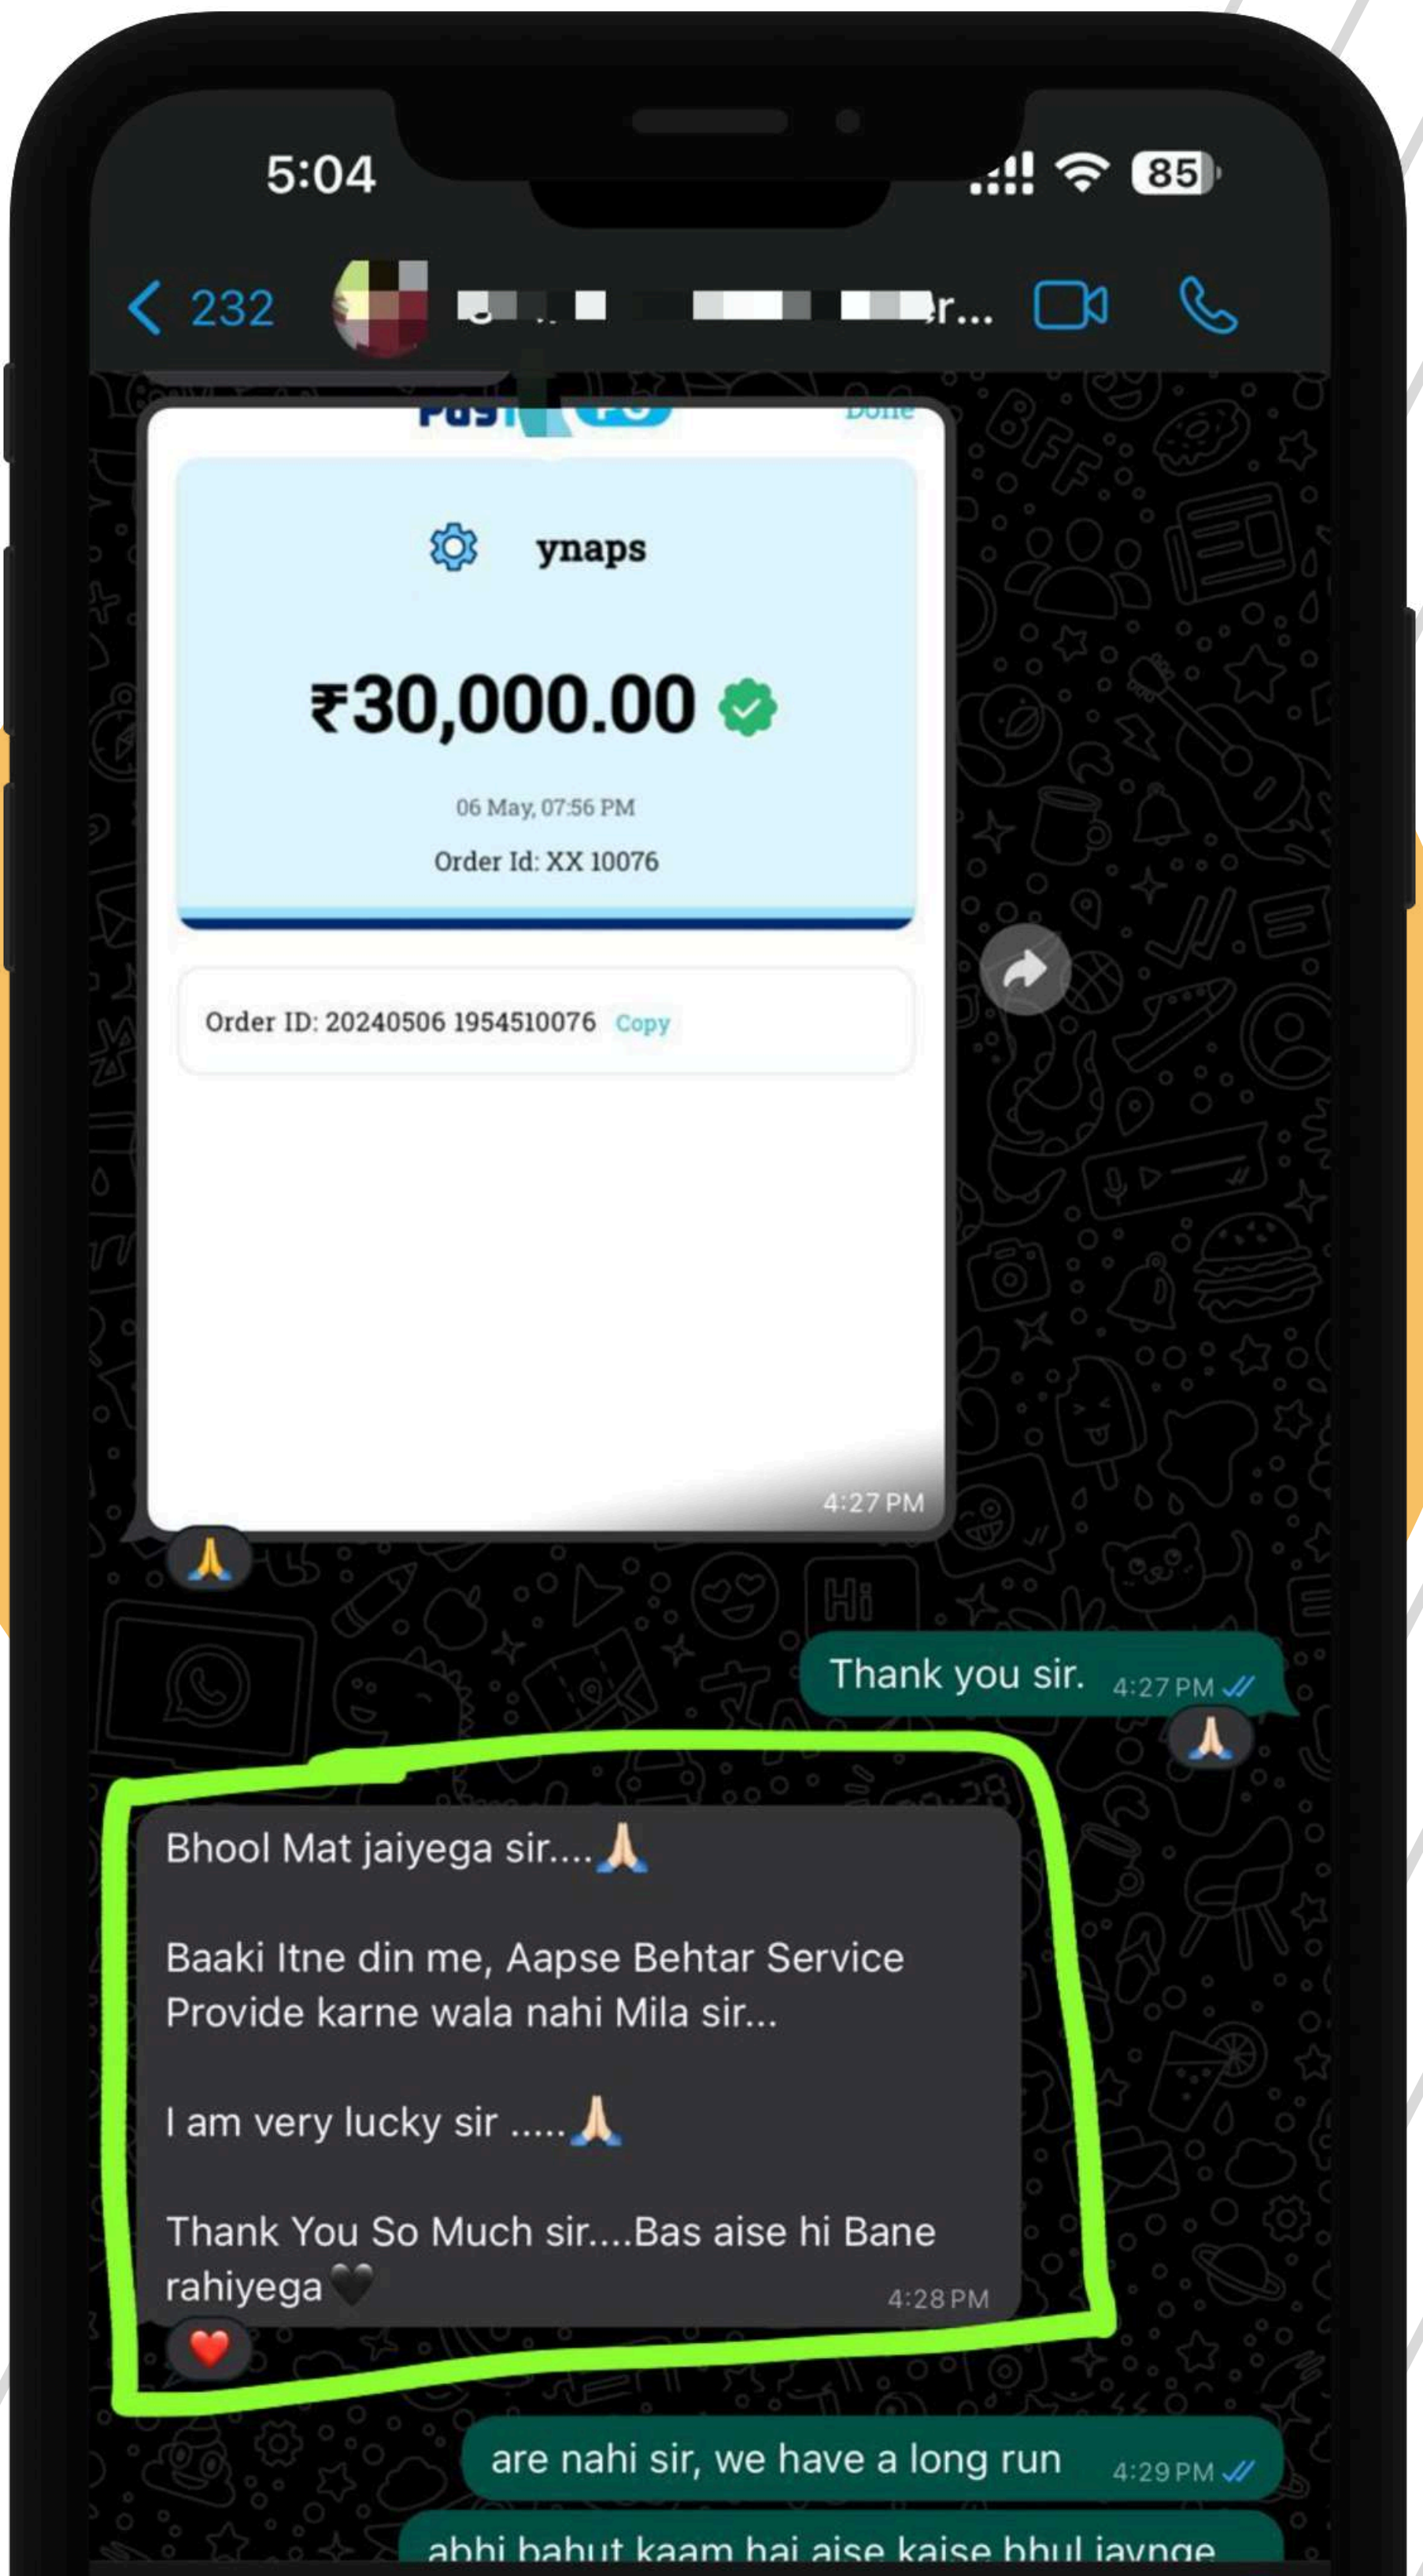 5:04
85
232
r...
Done
ynaps
₹30,000.00
06 May, 07:56 PM
Order Id: XX 10076
Order ID: 20240506 1954510076 Copy
4:27 PM
Thank you sir. 4:27 PM
Bhool Mat jaiyega sir....🙏🏻
Baaki Itne din me, Aapse Behtar Service
Provide karne wala nahi Mila sir...
I am very lucky sir .....🙏🏻
Thank You So Much sir....Bas aise hi Bane
rahiyega🖤
4:28 PM
are nahi sir, we have a long run 4:29 PM
abhi bahut kaam hai aise kaise bhul jaynge